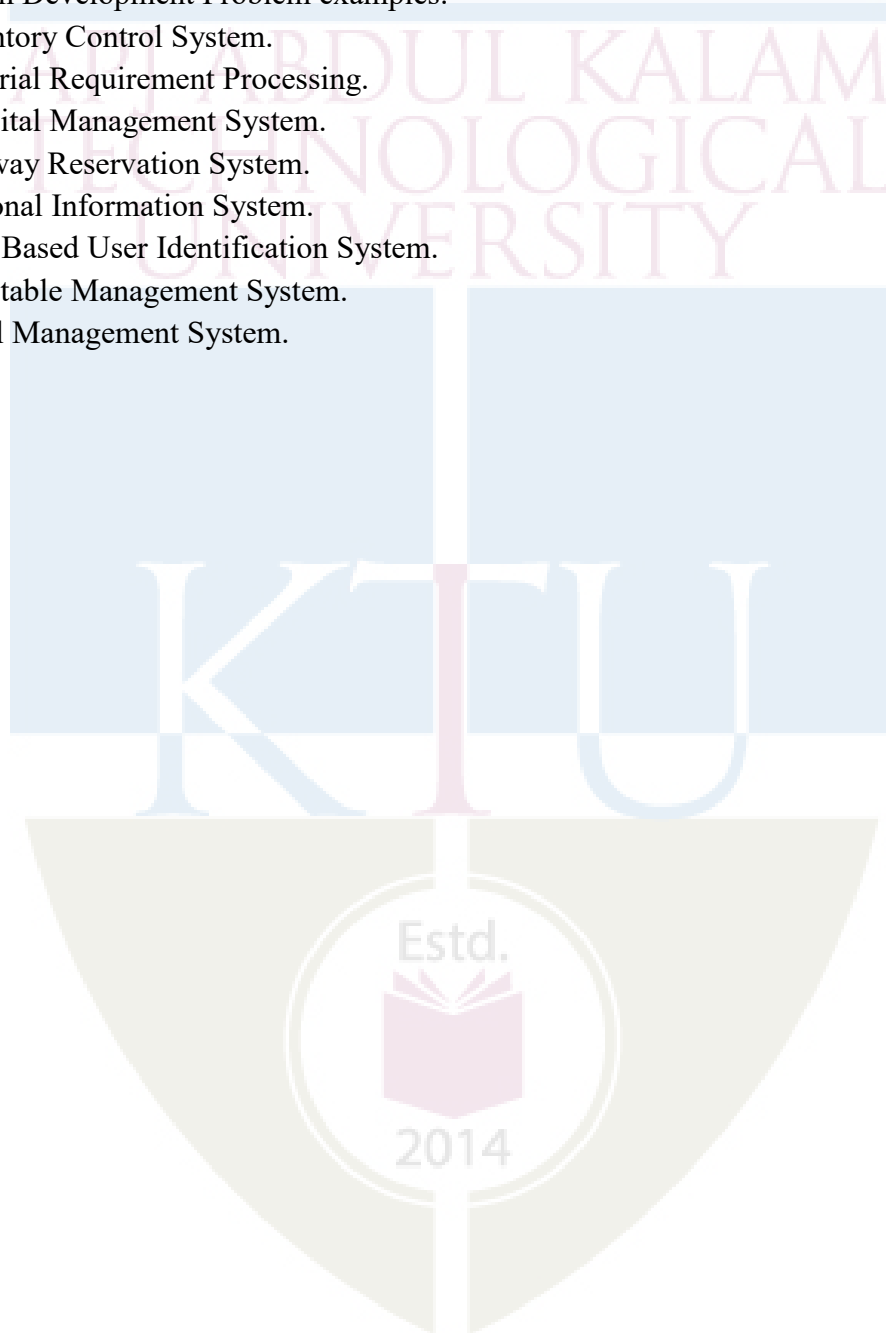 Development Problem examples.
ntory Control System.
rial Requirement Processing.
ital Management System.
way Reservation System.
onal Information System.
Based User Identification System.
table Management System.
Management System.
APJ ABDUL KALAM
TECHNOLOGICAL
UNIVERSITY
KTU
Estd.
2014